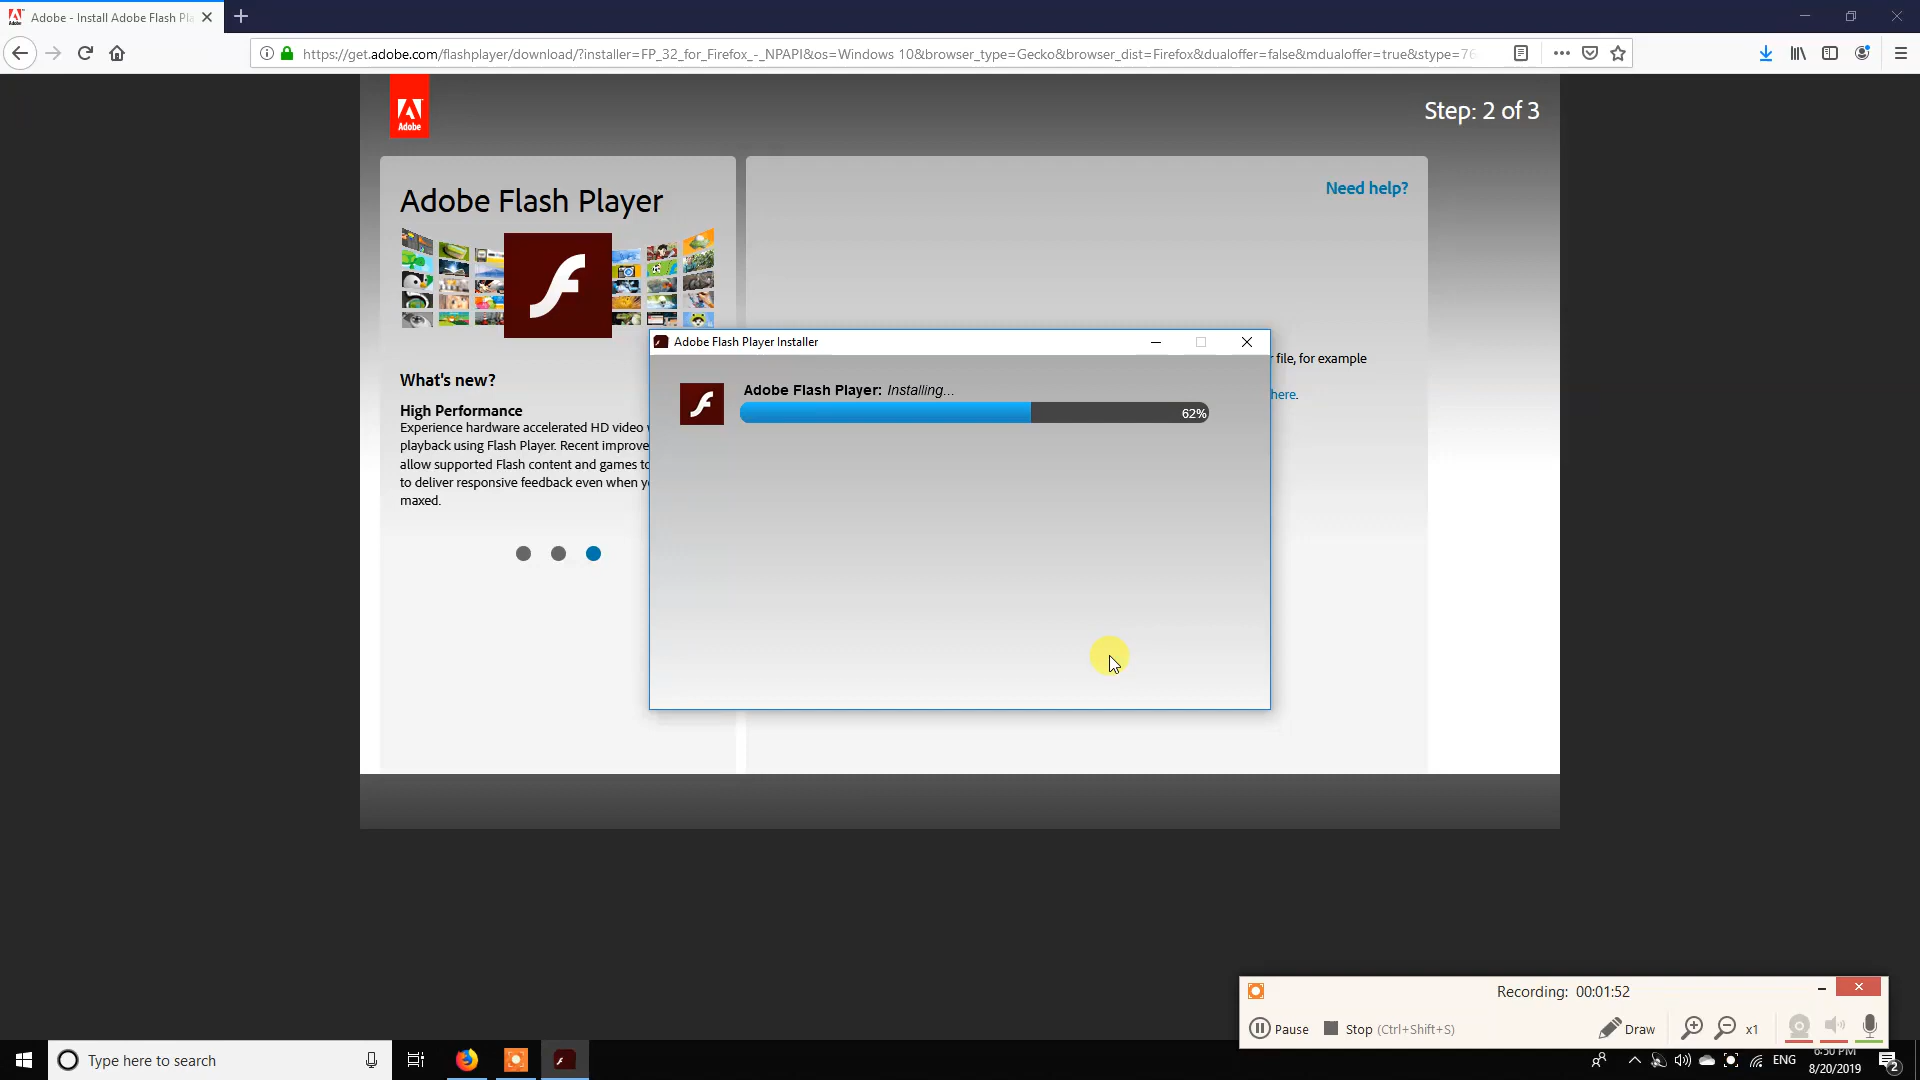 Adobe - Install Adobe Flash Pla
https://get.adobe.com/flashplayer/download/?installer=FP_32_for_Firefox_-_NPAPI&os=Windows 10&browser_type=Gecko&browser_dist=Firefox&dualoffer=false&mdualoffer=true&stype=76
Adobe
Step: 2 of 3
Adobe Flash Player
Need help?
Adobe Flash Player Installer
file, for example
What's new?
Adobe Flash Player: Installing...
here.
High Performance
62%
Experience hardware accelerated HD video
playback using Flash Player. Recent improve
allow supported Flash content and games to
to deliver responsive feedback even when
maxed.
Recording: 00:01:52
Pause
Stop (Ctrl+Shift+S)
Draw
x1
Type here to search
ENG
6:50 PM
8/20/2019
2